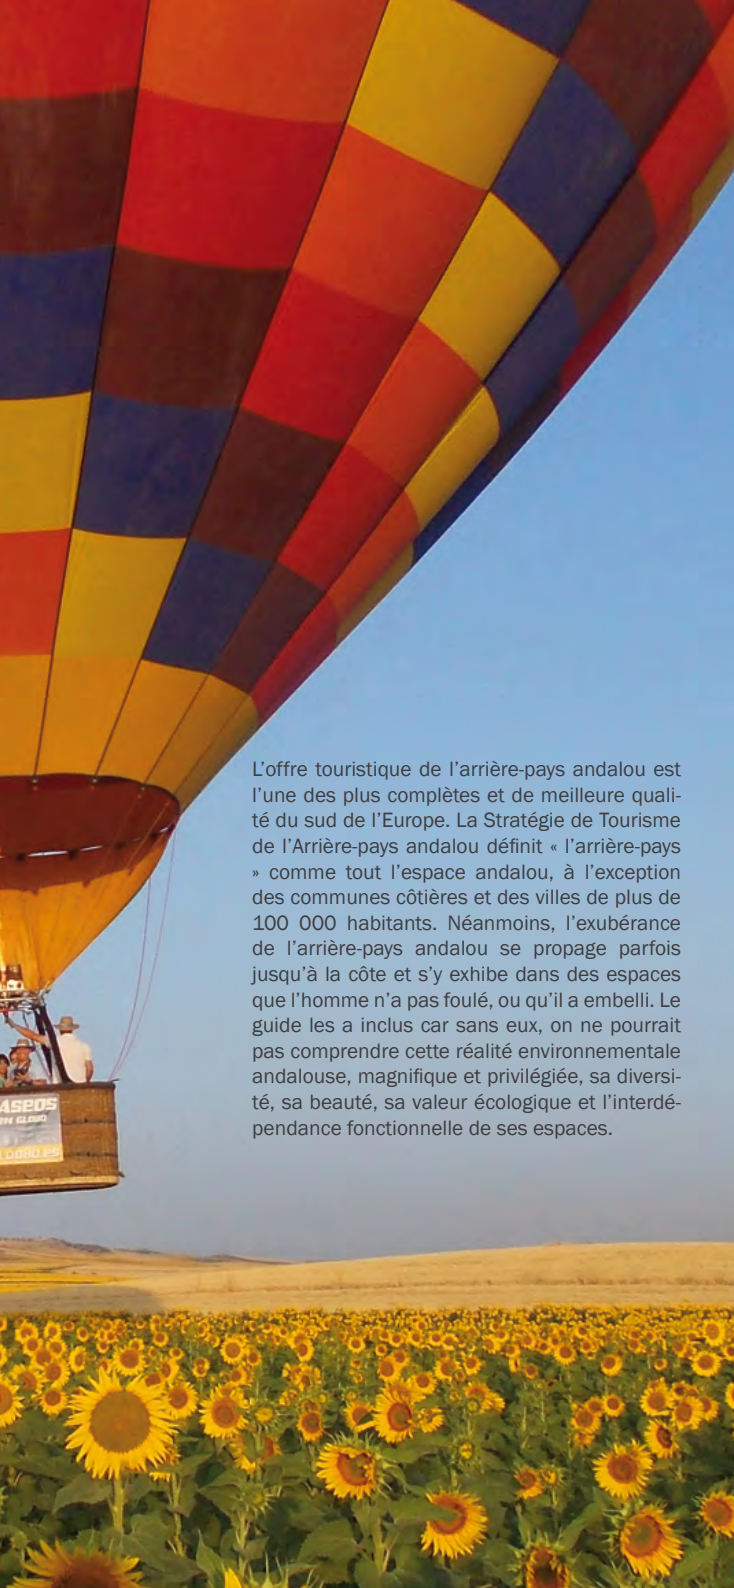 L'offre touristique de l'arrière-pays andalou est
l'une des plus complètes et de meilleure quali-
té du sud de l'Europe. La Stratégie de Tourisme
de l'Arrière-pays andalou définit « l'arrière-pays
» comme tout l'espace andalou, à l'exception
des communes côtières et des villes de plus de
100 000 habitants. Néanmoins, l'exubérance
de l'arrière-pays andalou se propage parfois
jusqu'à la côte et s'y exhibe dans des espaces
que l'homme n'a pas foulé, ou qu'il a embelli. Le
guide les a inclus car sans eux, on ne pourrait
pas comprendre cette réalité environnementale
andalouse, magnifique et privilégiée, sa diversi-
té, sa beauté, sa valeur écologique et l'interdé-
pendance fonctionnelle de ses espaces.
ASEOS
EN GLOBO